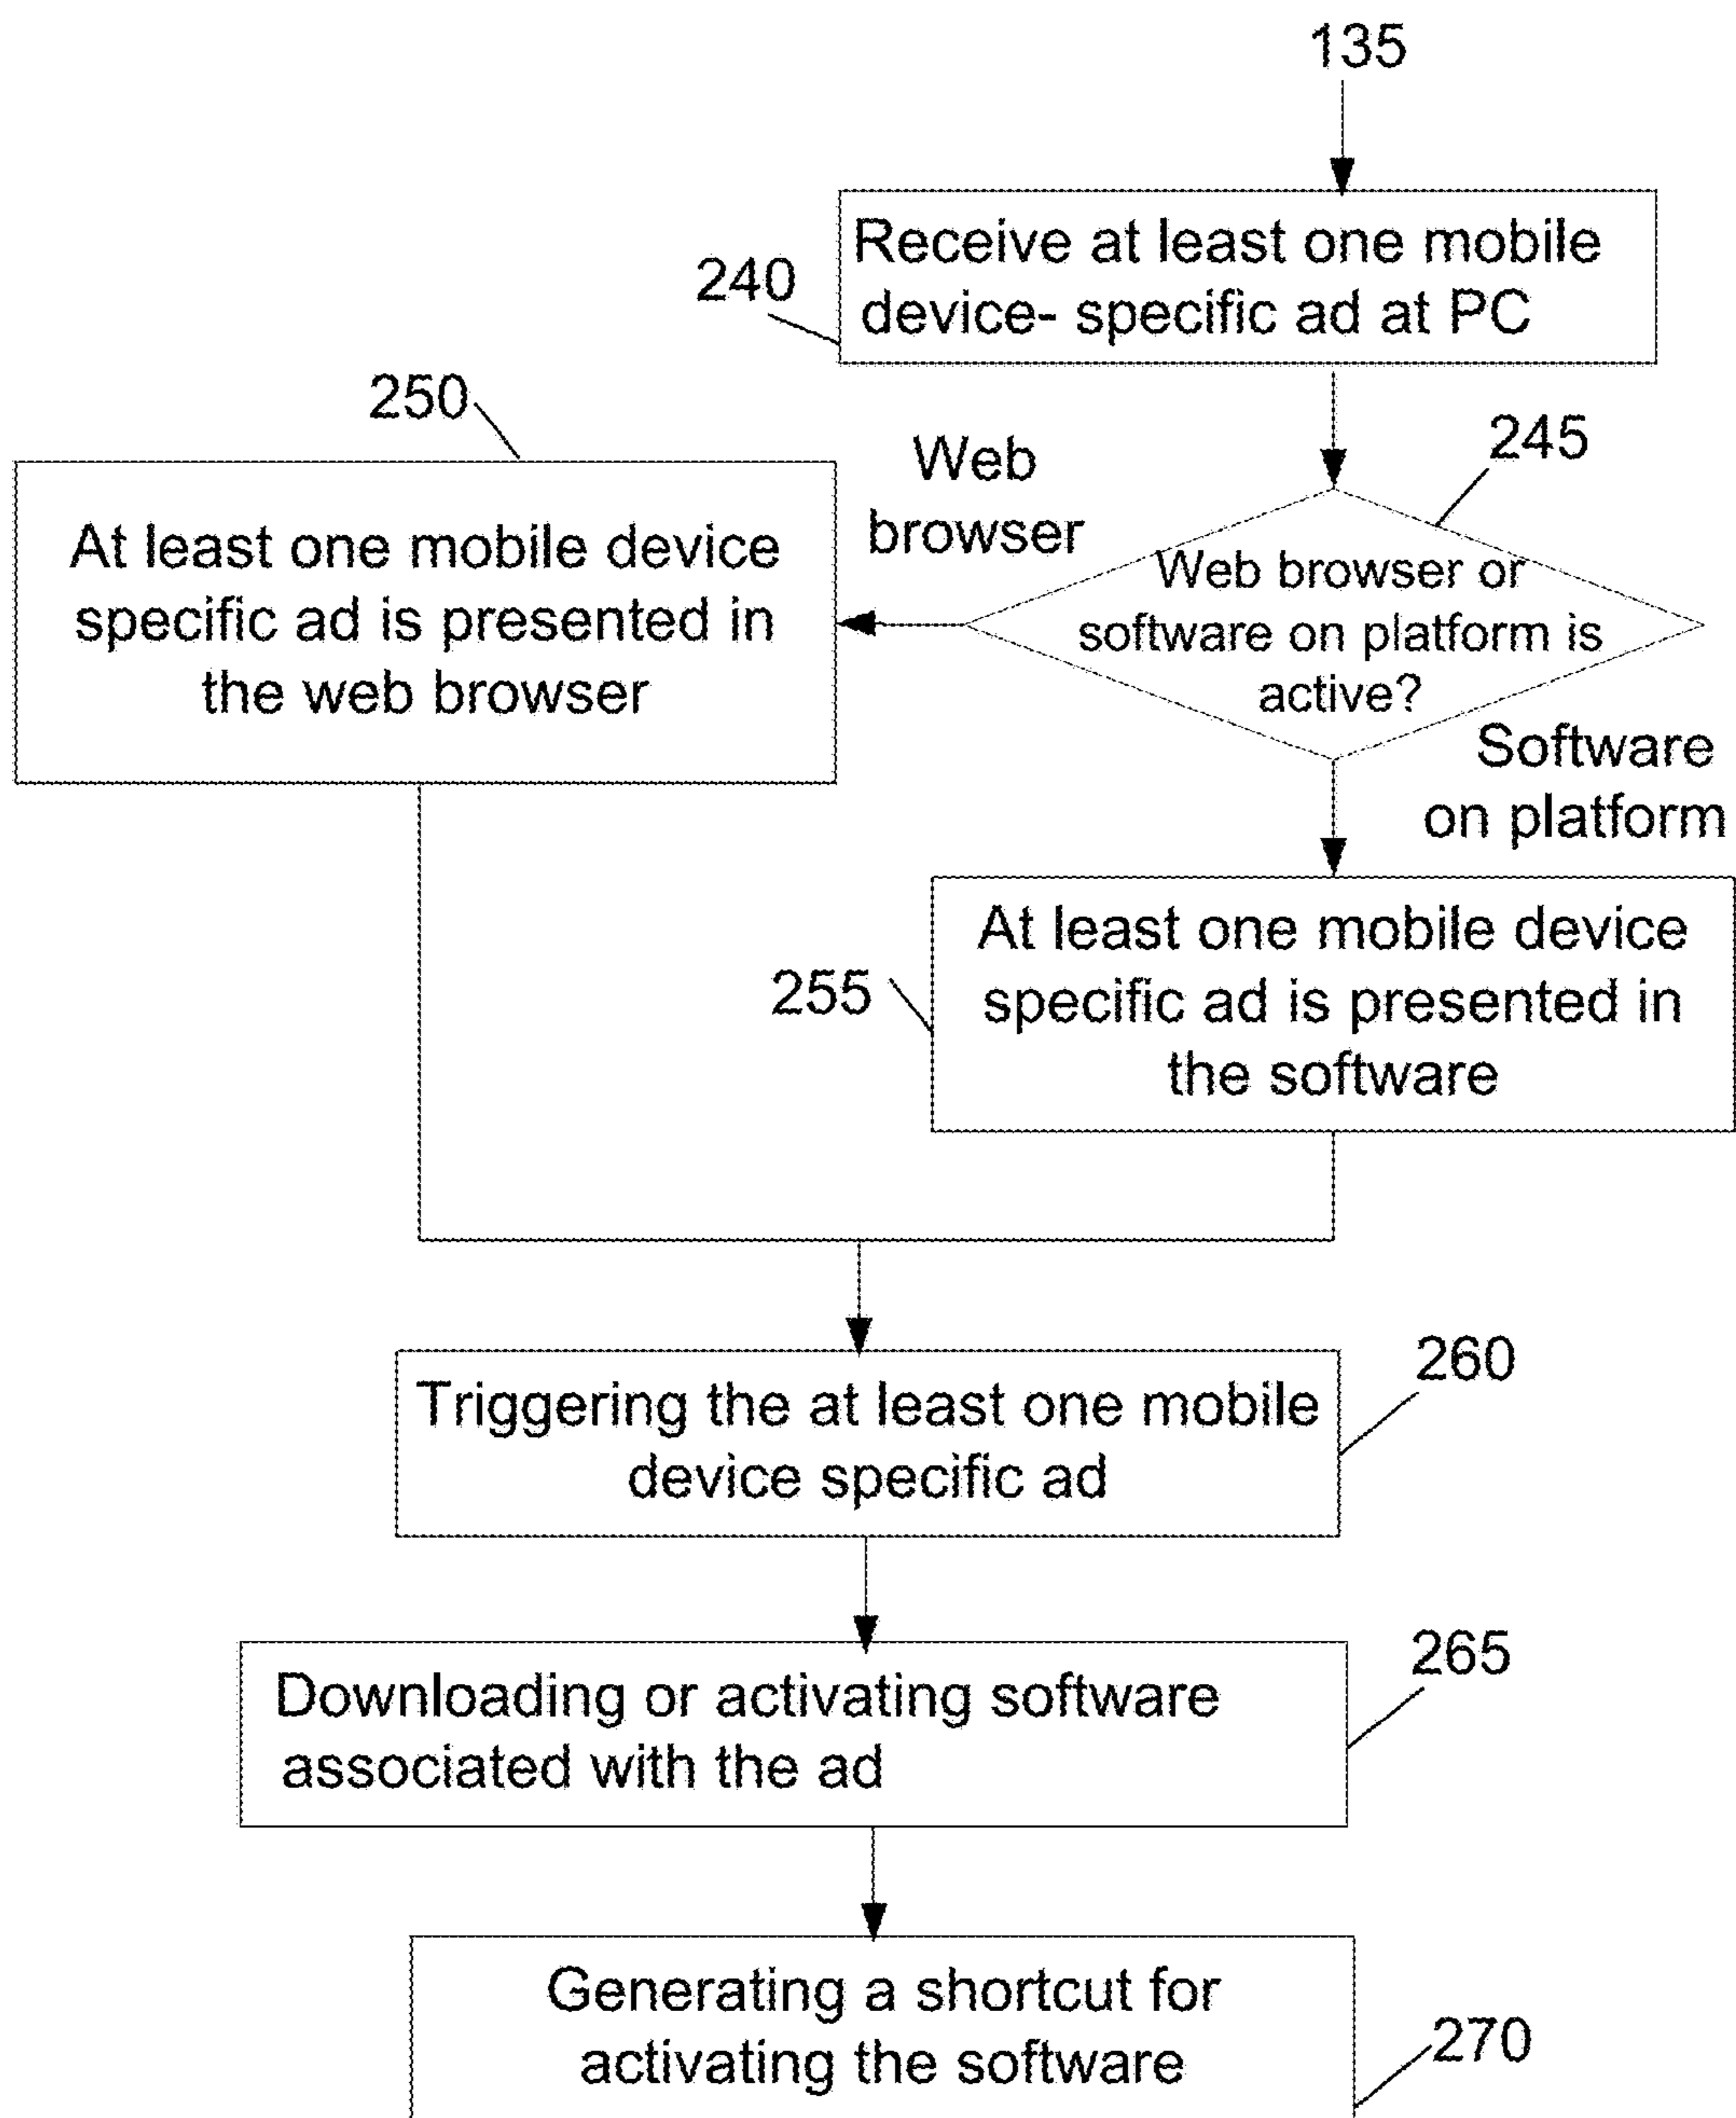 135
Receive at least one mobile
device- specific ad at PC
240
250
245
Web
browser
At least one mobile device
specific ad is presented in
the web browser
Web browser or
software on platform is
active?
Software
on platform
At least one mobile device
specific ad is presented in
the software
255
Triggering the at least one mobile
device specific ad
260
Downloading or activating software
associated with the ad
265
Generating a shortcut for
activating the software
270